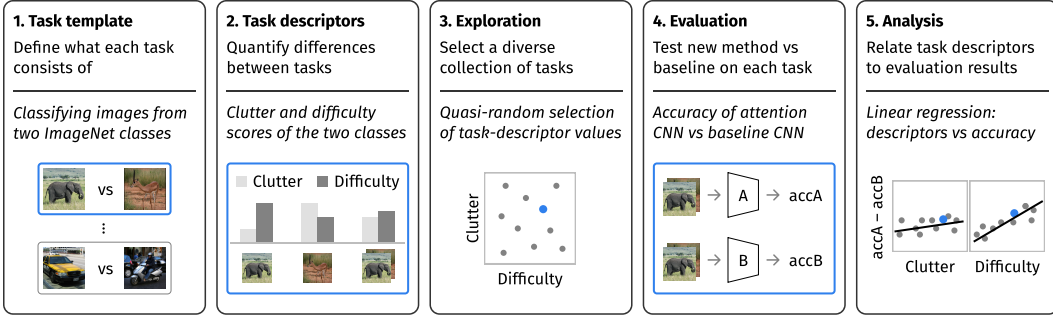 1. Task template
Define what each task
consists of
Classifying images from
two ImageNet classes
vs
⋮
vs
2. Task descriptors
Quantify differences
between tasks
Clutter and difficulty
scores of the two classes
Clutter Difficulty
3. Exploration
Select a diverse
collection of tasks
Quasi-random selection
of task-descriptor values
Clutter
Difficulty
4. Evaluation
Test new method vs
baseline on each task
Accuracy of attention
CNN vs baseline CNN
→ A → accA
→ B → accB
5. Analysis
Relate task descriptors
to evaluation results
Linear regression:
descriptors vs accuracy
accA − accB
Clutter Difficulty